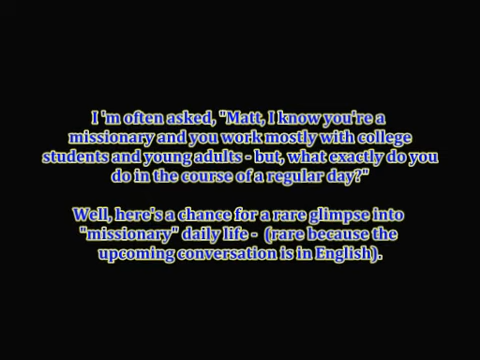 I 'm often asked, "Matt, I know you're a
missionary and you work mostly with college
students and young adults - but, what exactly do you
do in the course of a regular day?"
Well, here's a chance for a rare glimpse into
"missionary" daily life -  (rare because the
upcoming conversation is in English).